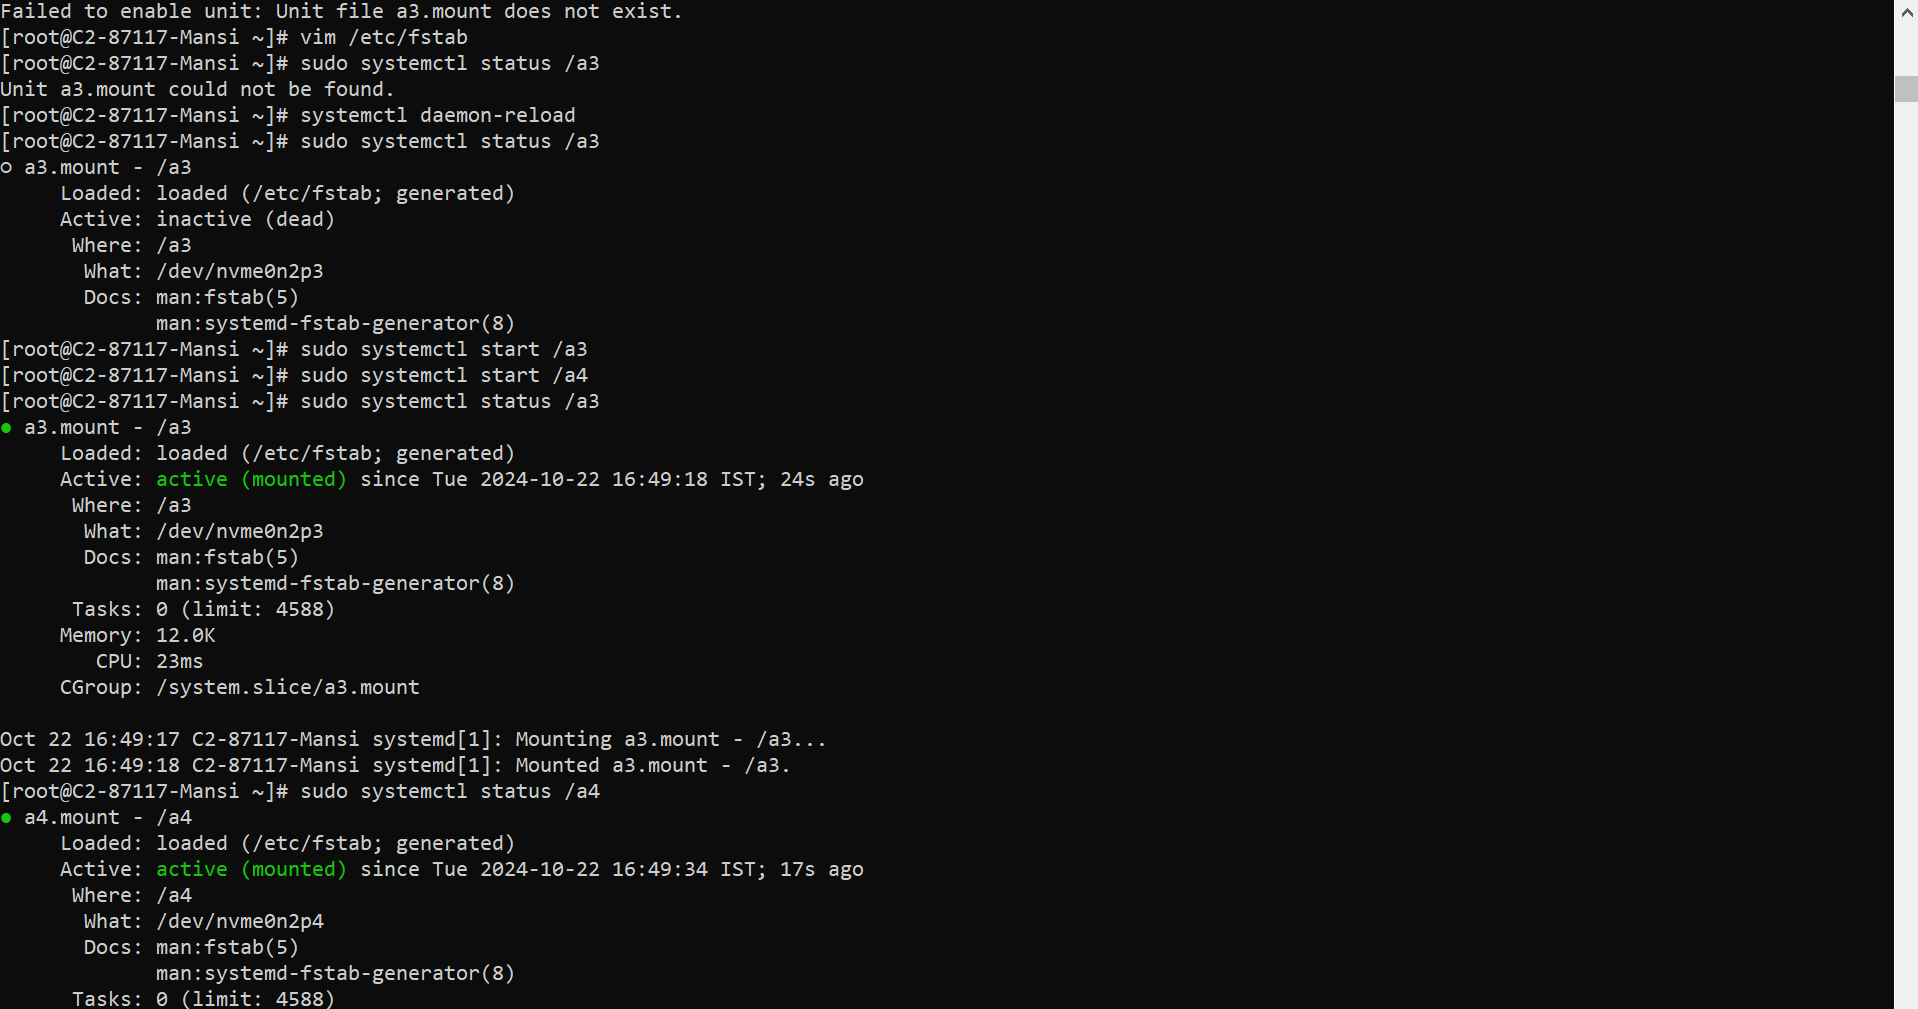 Failed to enable unit: Unit file a3.mount does not exist.
[root@C2-87117-Mansi ~]# vim /etc/fstab
[root@C2-87117-Mansi ~]# sudo systemctl status /a3
Unit a3.mount could not be found.
[root@C2-87117-Mansi ~]# systemctl daemon-reload
[root@C2-87117-Mansi ~]# sudo systemctl status /a3
○ a3.mount - /a3
     Loaded: loaded (/etc/fstab; generated)
     Active: inactive (dead)
      Where: /a3
       What: /dev/nvme0n2p3
       Docs: man:fstab(5)
             man:systemd-fstab-generator(8)
[root@C2-87117-Mansi ~]# sudo systemctl start /a3
[root@C2-87117-Mansi ~]# sudo systemctl start /a4
[root@C2-87117-Mansi ~]# sudo systemctl status /a3
● a3.mount - /a3
     Loaded: loaded (/etc/fstab; generated)
     Active: active (mounted) since Tue 2024-10-22 16:49:18 IST; 24s ago
      Where: /a3
       What: /dev/nvme0n2p3
       Docs: man:fstab(5)
             man:systemd-fstab-generator(8)
      Tasks: 0 (limit: 4588)
     Memory: 12.0K
        CPU: 23ms
     CGroup: /system.slice/a3.mount

Oct 22 16:49:17 C2-87117-Mansi systemd[1]: Mounting a3.mount - /a3...
Oct 22 16:49:18 C2-87117-Mansi systemd[1]: Mounted a3.mount - /a3.
[root@C2-87117-Mansi ~]# sudo systemctl status /a4
● a4.mount - /a4
     Loaded: loaded (/etc/fstab; generated)
     Active: active (mounted) since Tue 2024-10-22 16:49:34 IST; 17s ago
      Where: /a4
       What: /dev/nvme0n2p4
       Docs: man:fstab(5)
             man:systemd-fstab-generator(8)
      Tasks: 0 (limit: 4588)